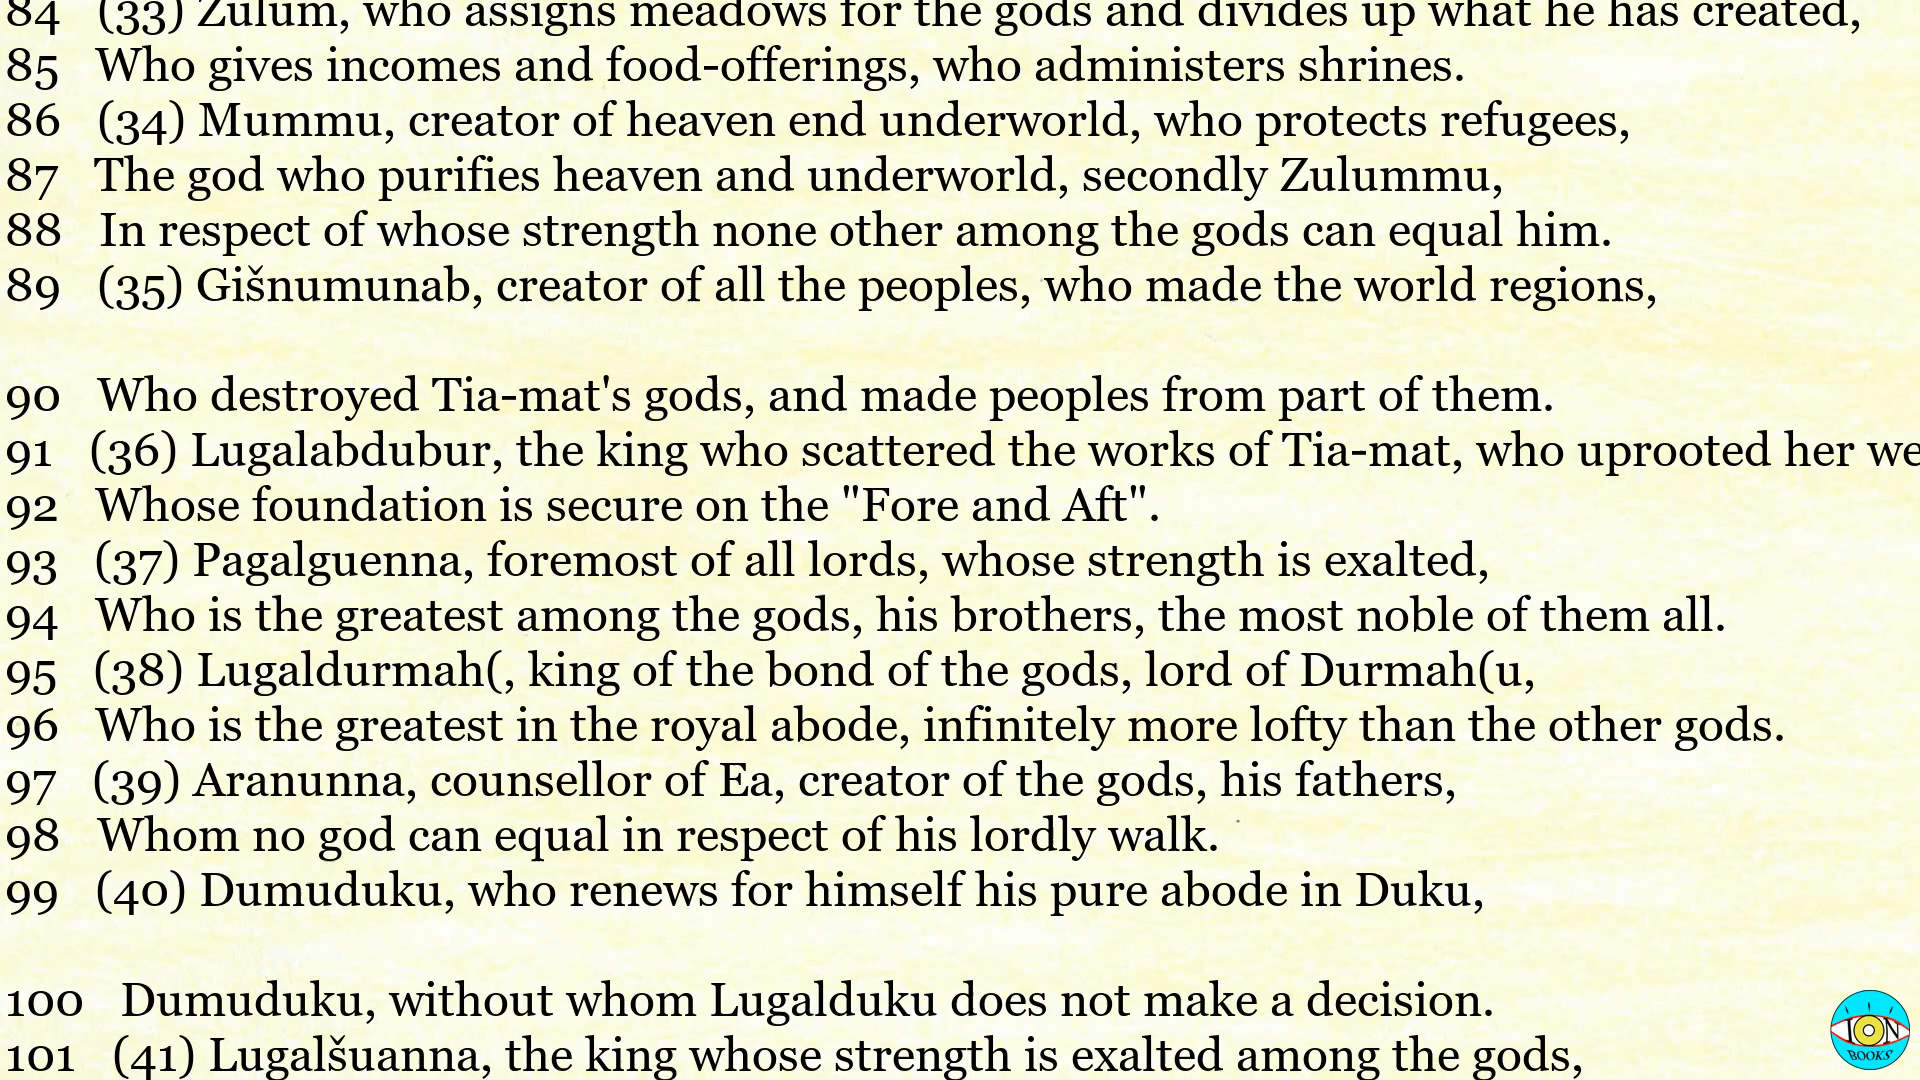 84 (33) Zulum, who assigns meadows for the gods and divides up what he has created,
85 Who gives incomes and food-offerings, who administers shrines.
86 (34) Mummu, creator of heaven end underworld, who protects refugees,
87 The god who purifies heaven and underworld, secondly Zulummu,
88 In respect of whose strength none other among the gods can equal him.
89 (35) Gišnumunab, creator of all the peoples, who made the world regions,
90 Who destroyed Tia-mat's gods, and made peoples from part of them.
91 (36) Lugalabdubur, the king who scattered the works of Tia-mat, who uprooted her we
92 Whose foundation is secure on the "Fore and Aft".
93 (37) Pagalguenna, foremost of all lords, whose strength is exalted,
94 Who is the greatest among the gods, his brothers, the most noble of them all.
95 (38) Lugaldurmah(, king of the bond of the gods, lord of Durmah(u,
96 Who is the greatest in the royal abode, infinitely more lofty than the other gods.
97 (39) Aranunna, counsellor of Ea, creator of the gods, his fathers,
98 Whom no god can equal in respect of his lordly walk.
99 (40) Dumuduku, who renews for himself his pure abode in Duku,
100 Dumuduku, without whom Lugalduku does not make a decision.
101 (41) Lugalšuanna, the king whose strength is exalted among the gods,
ION
BOOKS